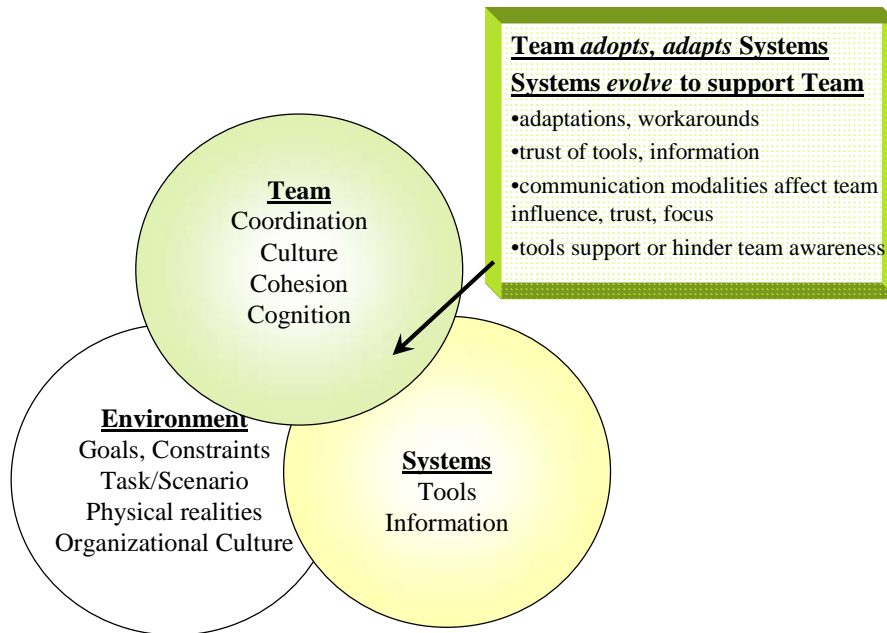 Team adopts, adapts Systems
Systems evolve to support Team
•adaptations, workarounds
•trust of tools, information
•communication modalities affect team
influence, trust, focus
•tools support or hinder team awareness
Team
Coordination
Culture
Cohesion
Cognition
Environment
Goals, Constraints
Task/Scenario
Physical realities
Organizational Culture
Systems
Tools
Information